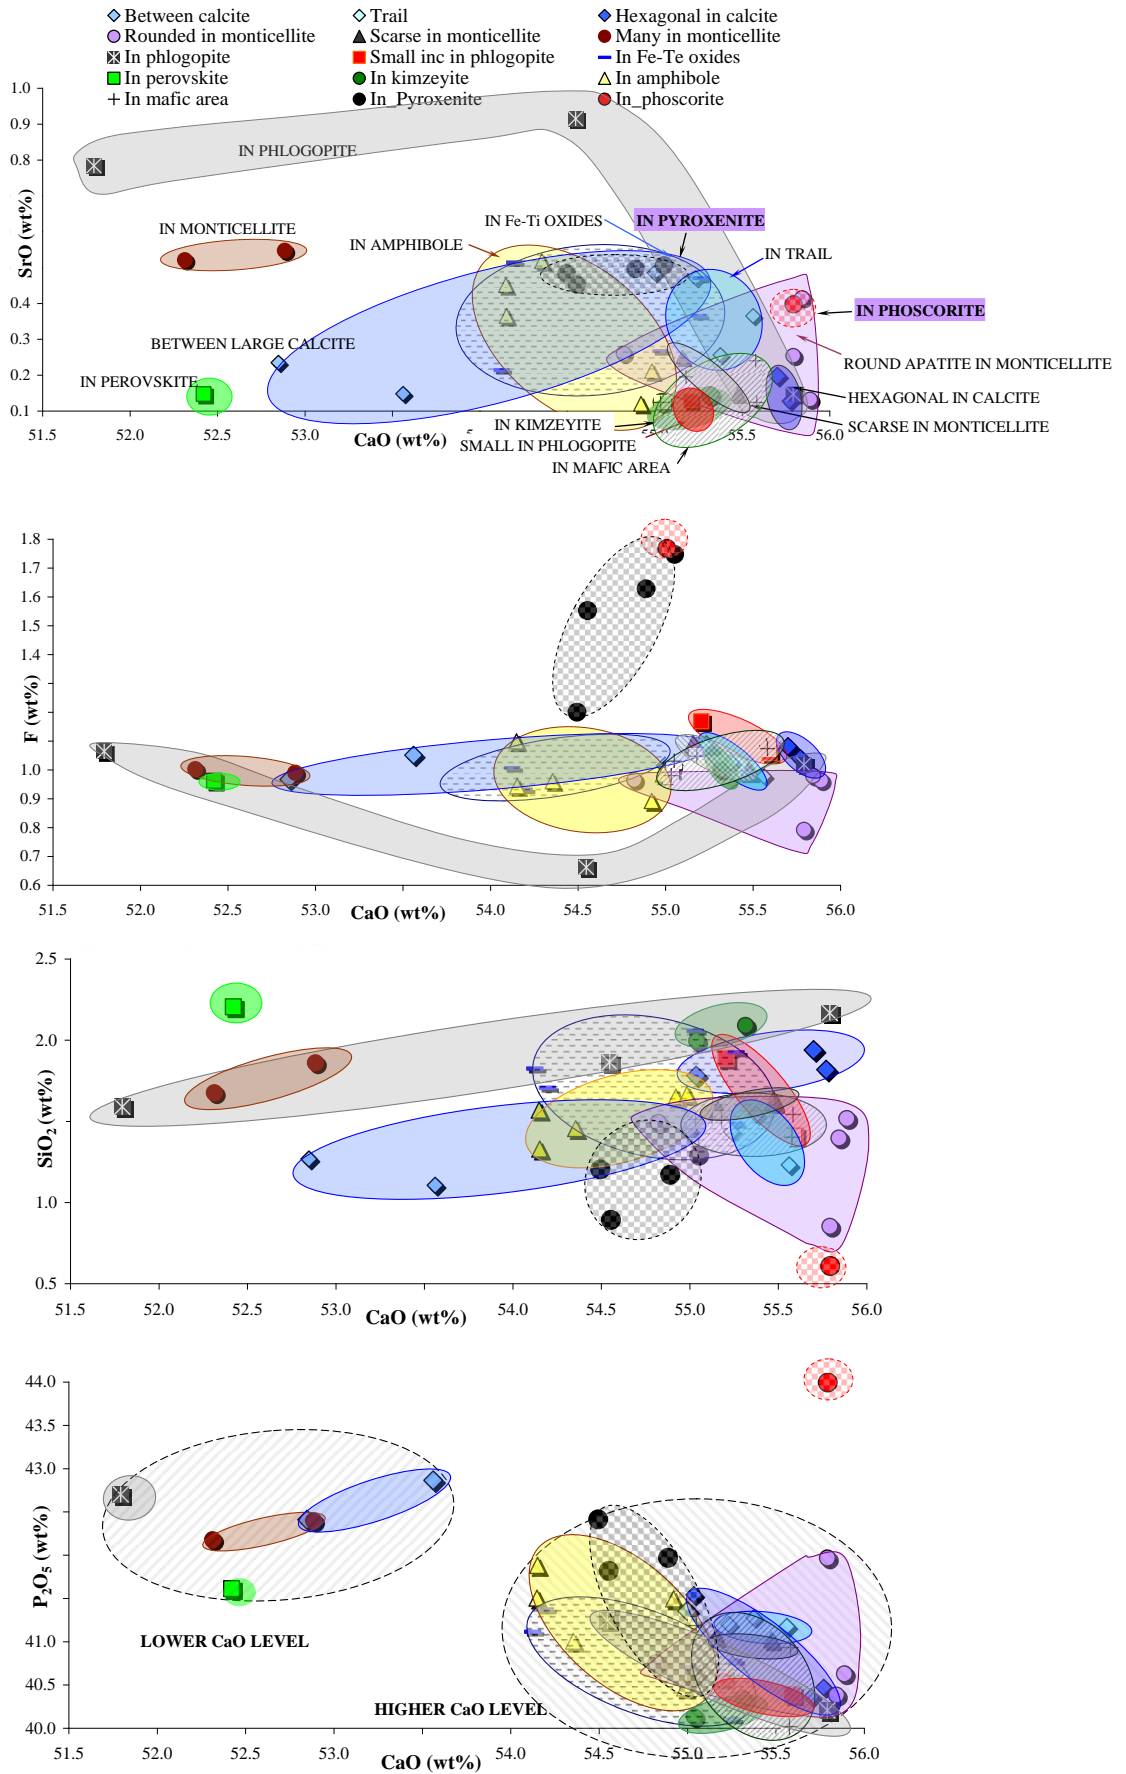 Between calcite Trail Hexagonal in calcite
Rounded in monticellite Scarse in monticellite Many in monticellite
In phlogopite Small inc in phlogopite In Fe-Te oxides
In perovskite In kimzeyite In amphibole
In mafic area In_Pyroxenite In_phoscorite
1.0
0.9
0.8
0.4
0.3
0.2
0.1
SrO (wt%)
IN PHLOGOPITE
IN MONTICELLITE
IN Fe-Ti OXIDES
IN PYROXENITE
IN AMPHIBOLE
IN TRAIL
IN PHOSCORITE
BETWEEN LARGE CALCITE
ROUND APATITE IN MONTICELLITE
IN PEROVSKITE
HEXAGONAL IN CALCITE
IN KIMZEYITE
SCARSE IN MONTICELLITE
SMALL IN PHLOGOPITE
IN MAFIC AREA
51.5 52.0 52.5 53.0 55.5 56.0
CaO (wt%)
1.8
1.7
1.6
1.5
1.4
1.1
1.0
0.9
0.8
0.7
0.6
F (wt%)
51.5 52.0 52.5 53.0 54.0 54.5 55.0 55.5 56.0
CaO (wt%)
2.5
2.0
1.0
0.5
SiO2 (wt%)
51.5 52.0 52.5 53.0 54.0 54.5 55.0 55.5 56.0
CaO (wt%)
44.0
43.5
43.0
41.0
40.5
40.0
P2O5 (wt%)
LOWER CaO LEVEL
HIGHER CaO LEVEL
51.5 52.0 52.5 53.0 54.0 54.5 55.0 55.5 56.0
CaO (wt%)